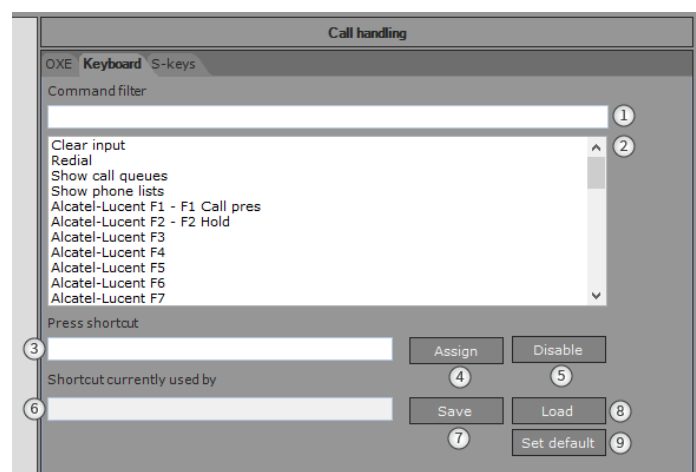 Call handling
OXE Keyboard S-keys
Command filter
1
Clear input
2
Redial
Show call queues
Show phone lists
Alcatel-Lucent F1 - F1 Call pres
Alcatel-Lucent F2 - F2 Hold
Alcatel-Lucent F3
Alcatel-Lucent F4
Alcatel-Lucent F5
Alcatel-Lucent F6
Alcatel-Lucent F7
Press shortcut
3 Assign Disable
4 5
Shortcut currently used by
6 Save Load 8
7
Set default 9